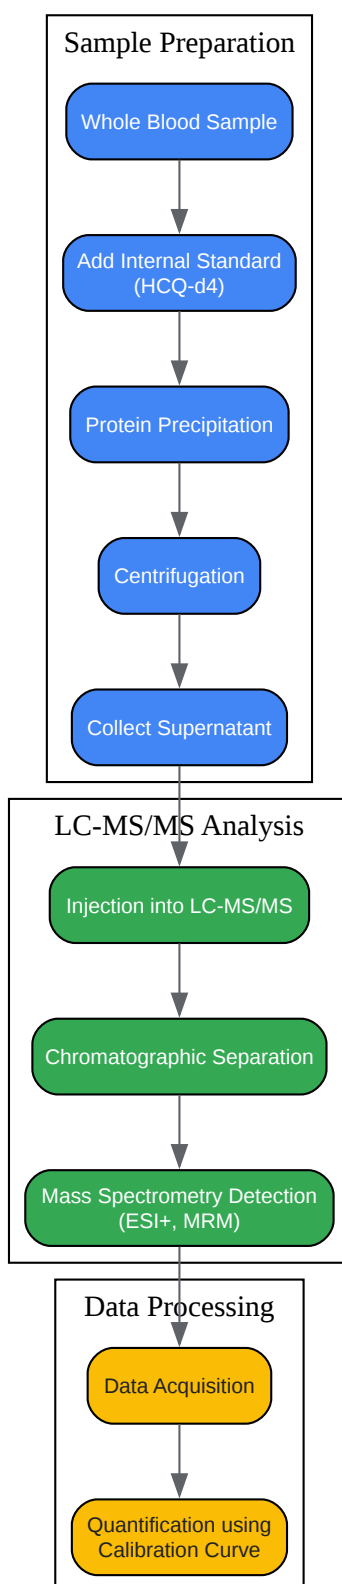 Sample Preparation
Whole Blood Sample
Add Internal Standard
(HCQ-d4)
Protein Precipitation
Centrifugation
Collect Supernatant
LC-MS/MS Analysis
Injection into LC-MS/MS
Chromatographic Separation
Mass Spectrometry Detection
(ESI+, MRM)
Data Processing
Data Acquisition
Quantification using
Calibration Curve